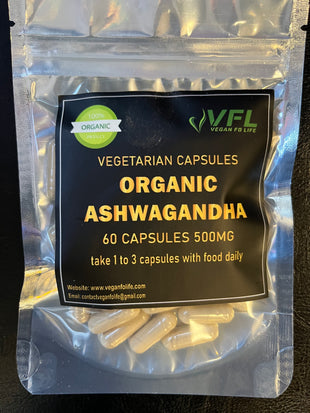 100%
ORGANIC
VFL
VEGAN FO LIFE
VEGETARIAN CAPSULES
ORGANIC
ASHWAGANDHA
60 CAPSULES 500MG
take 1 to 3 capsules with food daily
Website: www.veganfolife.com
Email: contactveganfolife@gmail.com